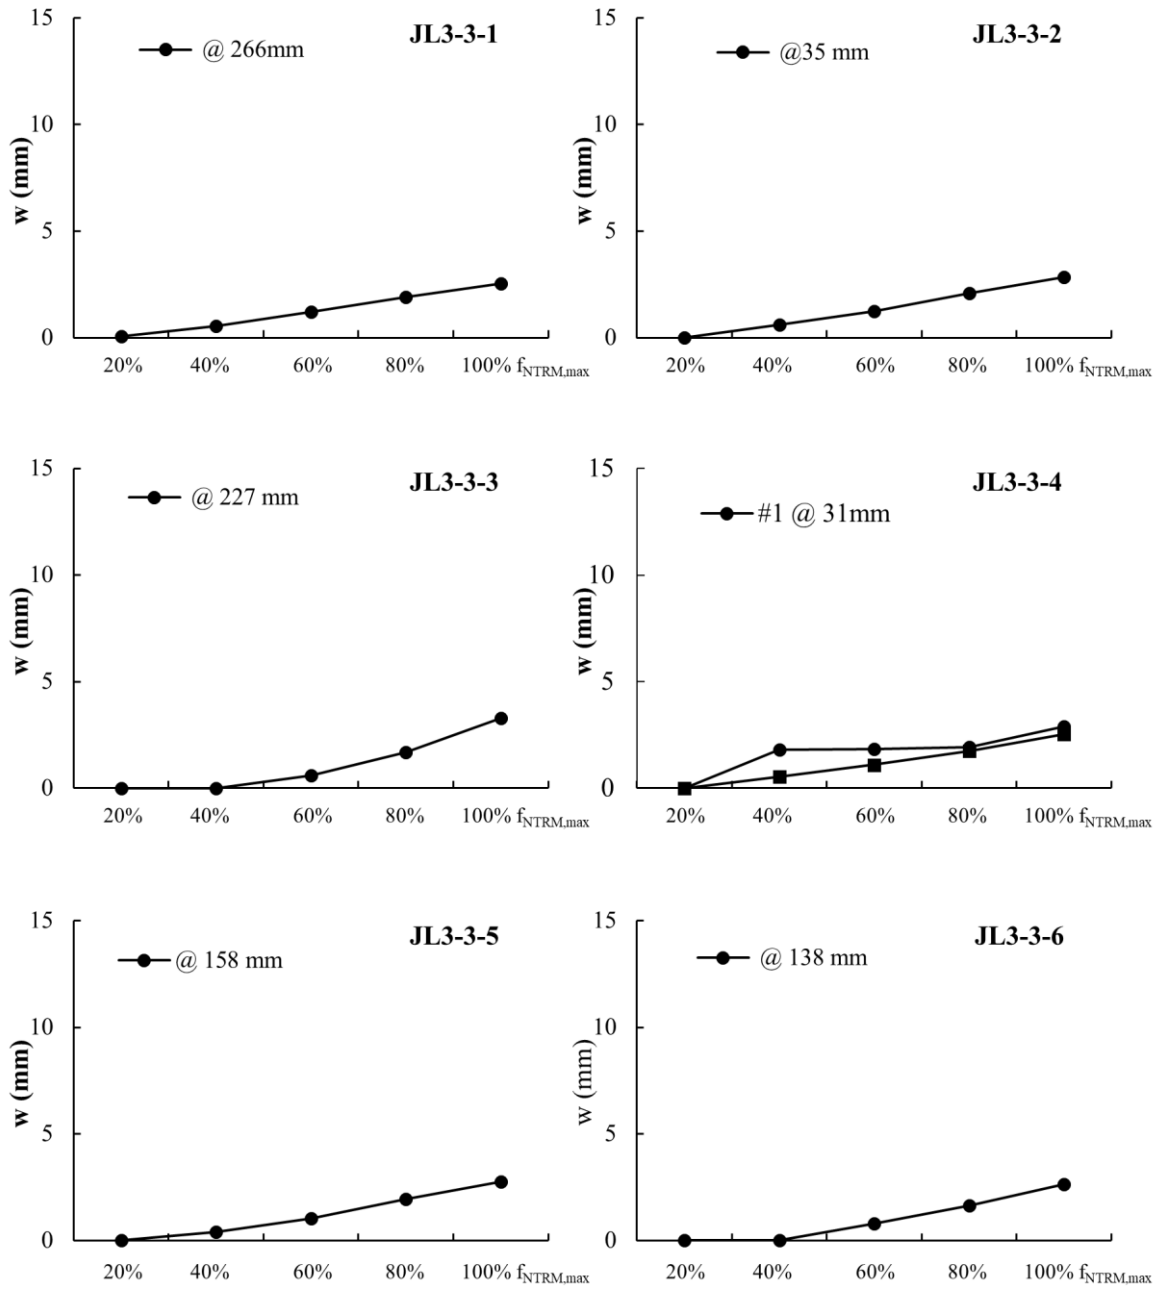 JL3-3-1
@ 266mm
w (mm)
15
10
5
0
20% 40% 60% 80% 100% fNTRM,max
JL3-3-2
@35 mm
w (mm)
15
10
5
0
20% 40% 60% 80% 100% fNTRM,max
JL3-3-3
@ 227 mm
w (mm)
15
10
5
0
20% 40% 60% 80% 100% fNTRM,max
JL3-3-4
#1 @ 31mm
w (mm)
15
10
5
0
20% 40% 60% 80% 100% fNTRM,max
JL3-3-5
@ 158 mm
w (mm)
15
10
5
0
20% 40% 60% 80% 100% fNTRM,max
JL3-3-6
@ 138 mm
w (mm)
15
10
5
0
20% 40% 60% 80% 100% fNTRM,max